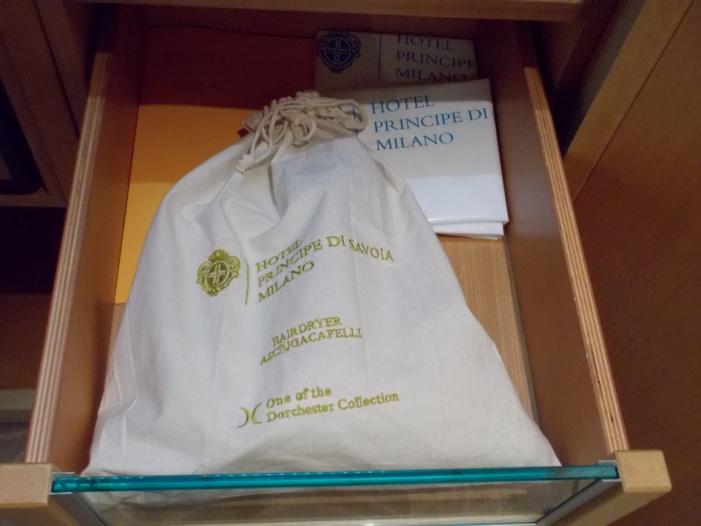 HOTEL
PRINCIPE
MILANO
HOTEL
PRINCIPE DI
MILANO
HOTEL
PRINCIPE DI SAVOIA
MILANO
HAIRDRYER
ASCIUGACAPELLI
One of the
Dorchester Collection